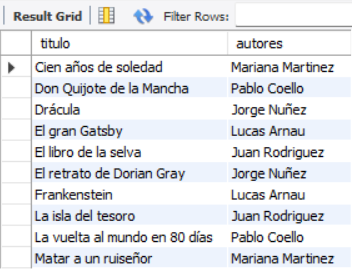 Result Grid Filter Rows:
titulo autores
Cien años de soledad Mariana Martinez
Don Quijote de la Mancha Pablo Coello
Drácula Jorge Nuñez
El gran Gatsby Lucas Arnau
El libro de la selva Juan Rodriguez
El retrato de Dorian Gray Jorge Nuñez
Frankenstein Lucas Arnau
La isla del tesoro Juan Rodriguez
La vuelta al mundo en 80 días Pablo Coello
Matar a un ruiseñor Mariana Martinez